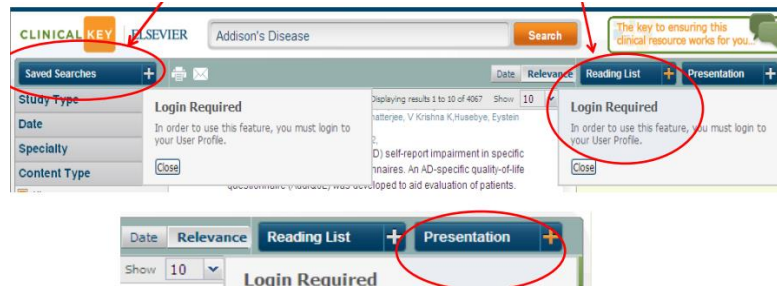 CLINICAL KEY ELSEVIER Addison's Disease Search The key to ensuring this
clinical resource works for you...
Saved Searches + Date Relevance Reading List + Presentation +
Study Type
Date
Specialty
Content Type
Login Required
In order to use this feature, you must login to
your User Profile.
Close
Displaying results 1 to 10 of 4067 Show 10
hatterjee, V Krishna K,Husebye, Eystein
D) self-report impairment in specific
nnaires. An AD-specific quality-of-life
questionnaire (AddiQoL) was developed to aid evaluation of patients.
Login Required
In order to use this feature, you must login to
your User Profile.
Close
Date Relevance Reading List + Presentation +
Show 10
Login Required